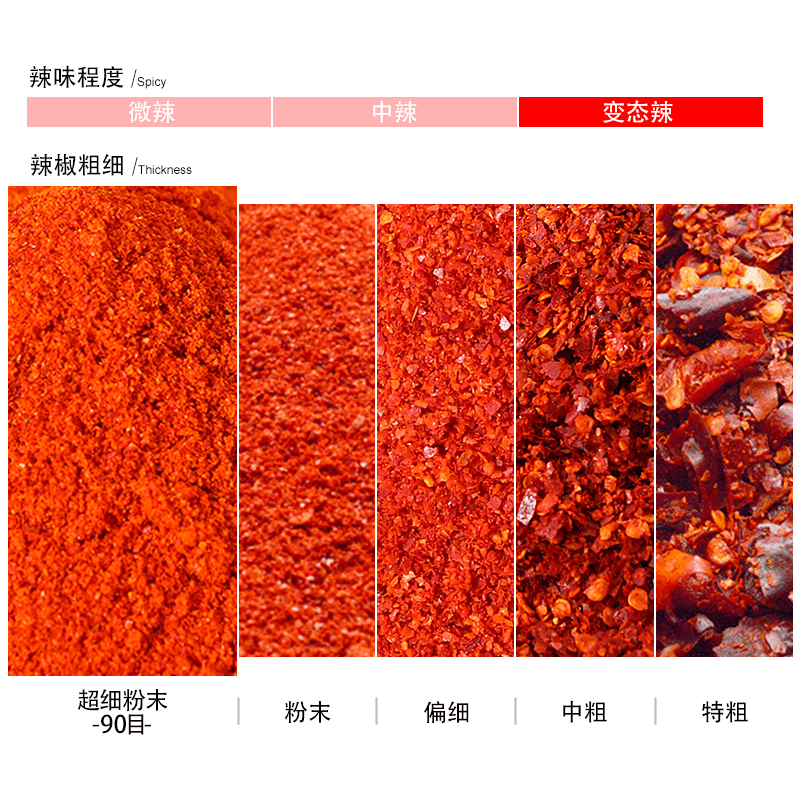 辣味程度 /Spicy
微辣 中辣 变态辣
辣椒粗细 /Thickness
超细粉末
-90目-
粉末 偏细 中粗 特粗